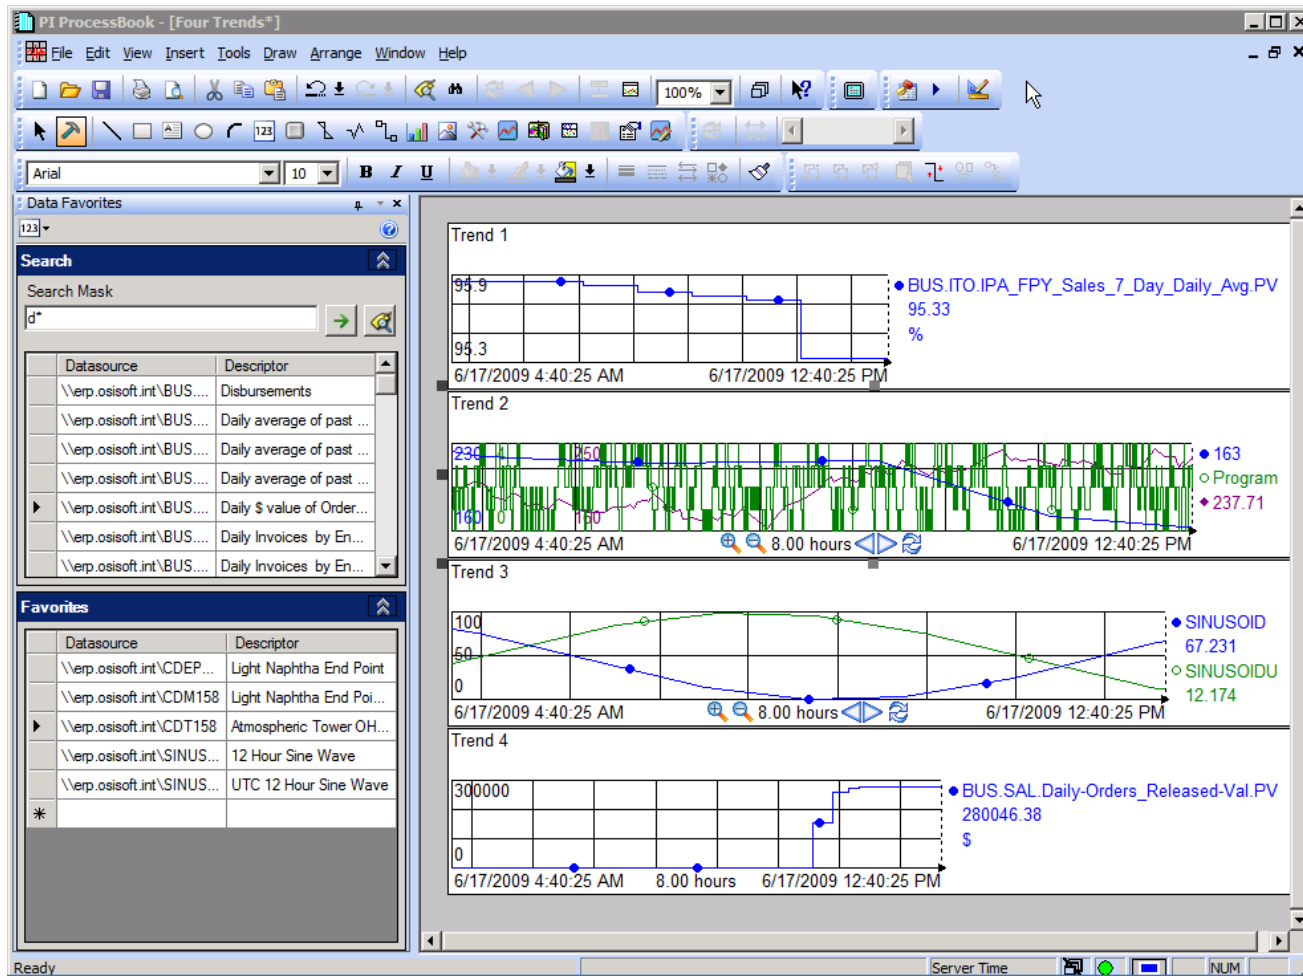 PI ProcessBook - [Four Trends*]
File Edit View Insert Tools Draw Arrange Window Help
100%
123
Arial 10 B I U
Data Favorites
123
Search
Search Mask
d*
Datasource Descriptor
\\erp.osisoft.int\BUS.... Disbursements
\\erp.osisoft.int\BUS.... Daily average of past ...
\\erp.osisoft.int\BUS.... Daily average of past ...
\\erp.osisoft.int\BUS.... Daily average of past ...
\\erp.osisoft.int\BUS.... Daily $ value of Order...
\\erp.osisoft.int\BUS.... Daily Invoices by En...
\\erp.osisoft.int\BUS.... Daily Invoices by En...
Favorites
Datasource Descriptor
\\erp.osisoft.int\CDEP... Light Naphtha End Point
\\erp.osisoft.int\CDM158 Light Naphtha End Poi...
\\erp.osisoft.int\CDT158 Atmospheric Tower OH...
\\erp.osisoft.int\SINUS... 12 Hour Sine Wave
\\erp.osisoft.int\SINUS... UTC 12 Hour Sine Wave
Trend 1
95.9
95.3
6/17/2009 4:40:25 AM 6/17/2009 12:40:25 PM
BUS.ITO.IPA_FPY_Sales_7_Day_Daily_Avg.PV
95.33
%
Trend 2
230 4 250
160 0 150
6/17/2009 4:40:25 AM 8.00 hours 6/17/2009 12:40:25 PM
163
Program
237.71
Trend 3
100
50
0
6/17/2009 4:40:25 AM 8.00 hours 6/17/2009 12:40:25 PM
SINUSOID
67.231
SINUSOIDU
12.174
Trend 4
300000
0
6/17/2009 4:40:25 AM 8.00 hours 6/17/2009 12:40:25 PM
BUS.SAL.Daily-Orders_Released-Val.PV
280046.38
$
Ready Server Time NUM